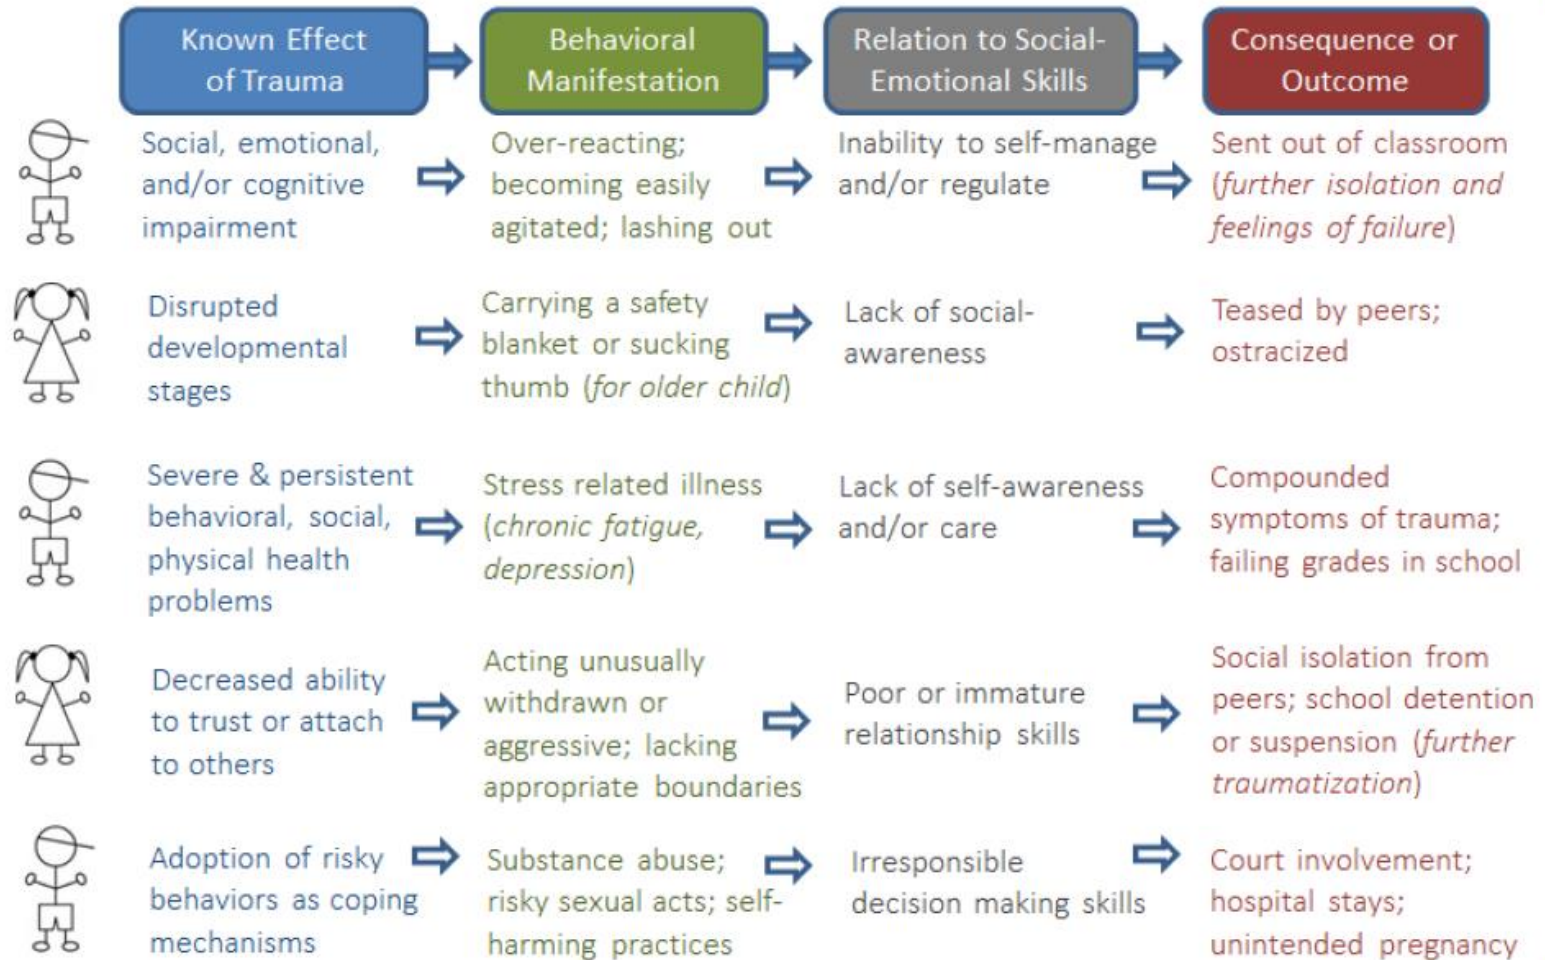 Known Effect
of Trauma
Behavioral
Manifestation
Relation to Social-
Emotional Skills
Consequence or
Outcome
Social, emotional,
and/or cognitive
impairment
Over-reacting;
becoming easily
agitated; lashing out
Inability to self-manage
and/or regulate
Sent out of classroom
(further isolation and
feelings of failure)
Disrupted
developmental
stages
Carrying a safety
blanket or sucking
thumb (for older child)
Lack of social-
awareness
Teased by peers;
ostracized
Severe & persistent
behavioral, social,
physical health
problems
Stress related illness
(chronic fatigue,
depression)
Lack of self-awareness
and/or care
Compounded
symptoms of trauma;
failing grades in school
Decreased ability
to trust or attach
to others
Acting unusually
withdrawn or
aggressive; lacking
appropriate boundaries
Poor or immature
relationship skills
Social isolation from
peers; school detention
or suspension (further
traumatization)
Adoption of risky
behaviors as coping
mechanisms
Substance abuse;
risky sexual acts; self-
harming practices
Irresponsible
decision making skills
Court involvement;
hospital stays;
unintended pregnancy